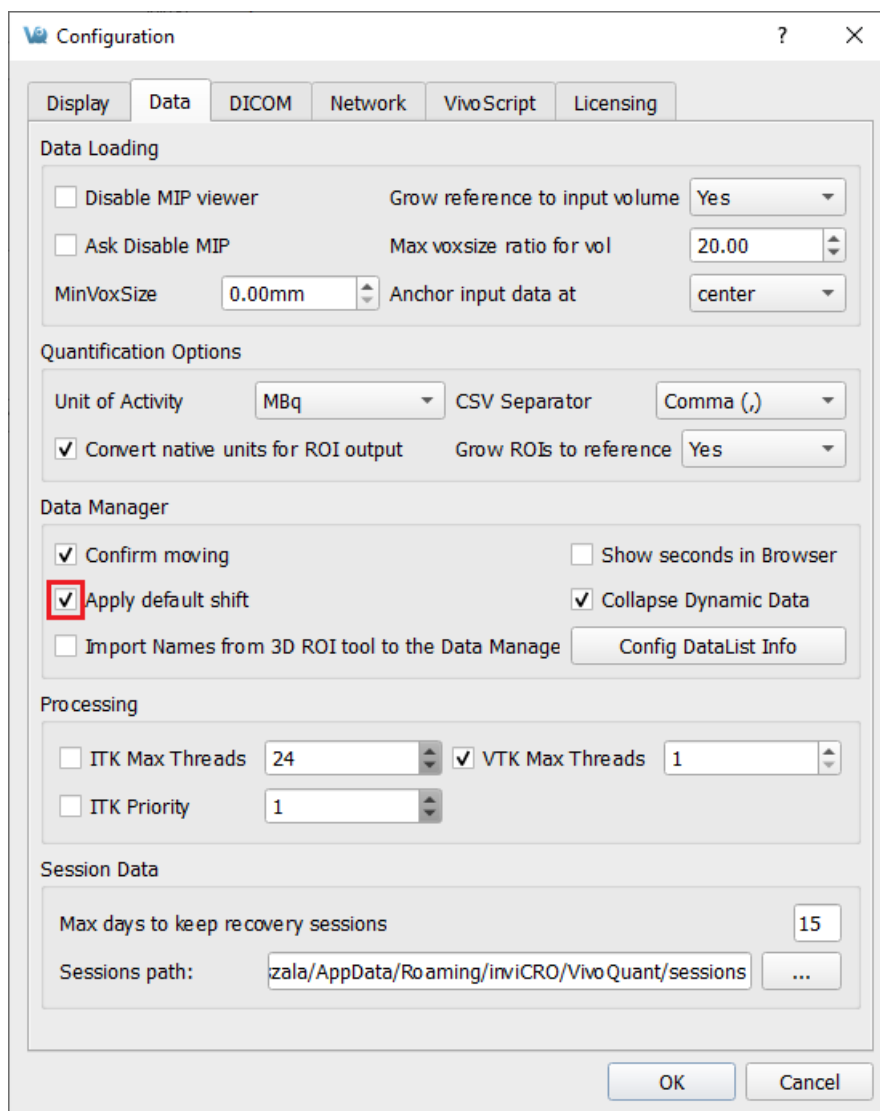 Configuration ?
Display Data DICOM Network VivoScript Licensing
Data Loading
Disable MIP viewer Grow reference to input volume Yes
Ask Disable MIP Max voxsize ratio for vol 20.00
MinVoxSize 0.00mm Anchor input data at center
Quantification Options
Unit of Activity MBq CSV Separator Comma (,)
Convert native units for ROI output Grow ROIs to reference Yes
Data Manager
Confirm moving Show seconds in Browser
Apply default shift Collapse Dynamic Data
Import Names from 3D ROI tool to the Data Manage Config DataList Info
Processing
ITK Max Threads 24 VTK Max Threads 1
ITK Priority 1
Session Data
Max days to keep recovery sessions 15
Sessions path: zala/AppData/Roaming/inviCRO/VivoQuant/sessions ...
OK Cancel